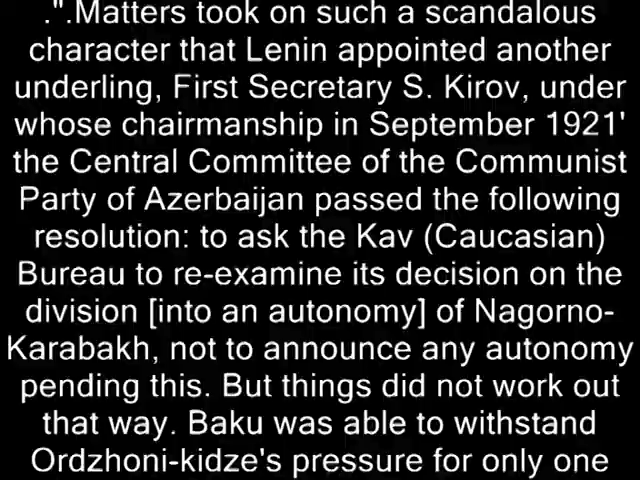 .".Matters took on such a scandalous
character that Lenin appointed another
underling, First Secretary S. Kirov, under
whose chairmanship in September 1921'
the Central Committee of the Communist
Party of Azerbaijan passed the following
resolution: to ask the Kav (Caucasian)
Bureau to re-examine its decision on the
division [into an autonomy] of Nagorno-
Karabakh, not to announce any autonomy
pending this. But things did not work out
that way. Baku was able to withstand
Ordzhoni-kidze's pressure for only one